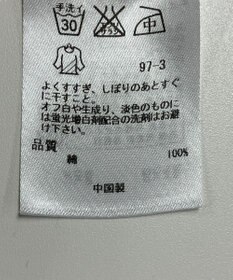 手洗イ
30
中
97-3
よくすすぎ、しぼりのあとすぐ
に干すこと。
オフ白や生成り、淡色のものに
は蛍光増白剤配合の洗剤はお避
け下さい。
品質
綿 100%
中国製